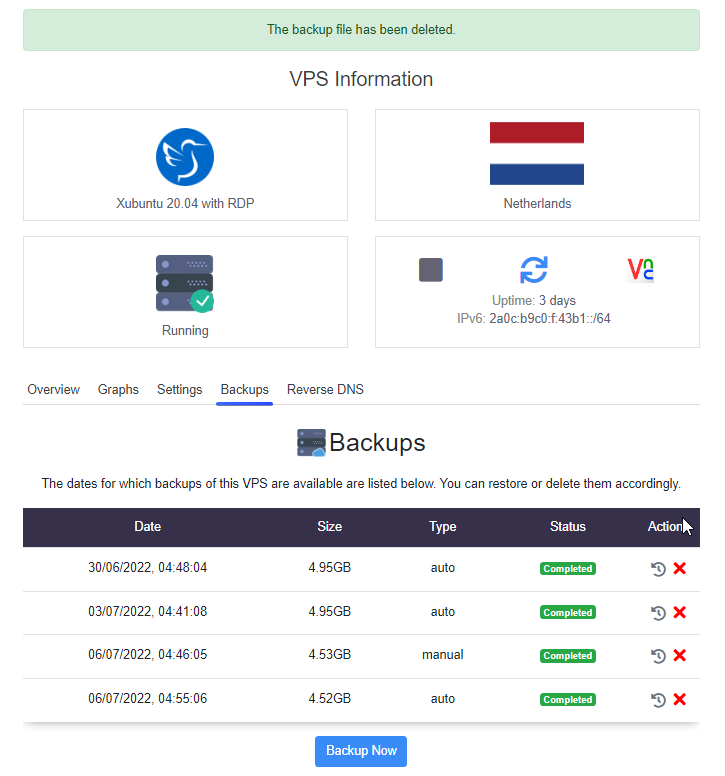 The backup file has been deleted.
VPS Information
Xubuntu 20.04 with RDP
Netherlands
Running
Vnc
Uptime: 3 days
IPv6: 2a0c:b9c0:f:43b1::/64
Overview Graphs Settings Backups Reverse DNS
Backups
The dates for which backups of this VPS are available are listed below. You can restore or delete them accordingly.
Date Size Type Status Action
30/06/2022, 04:48:04 4.95GB auto Completed
03/07/2022, 04:41:08 4.95GB auto Completed
06/07/2022, 04:46:05 4.53GB manual Completed
06/07/2022, 04:55:06 4.52GB auto Completed
Backup Now